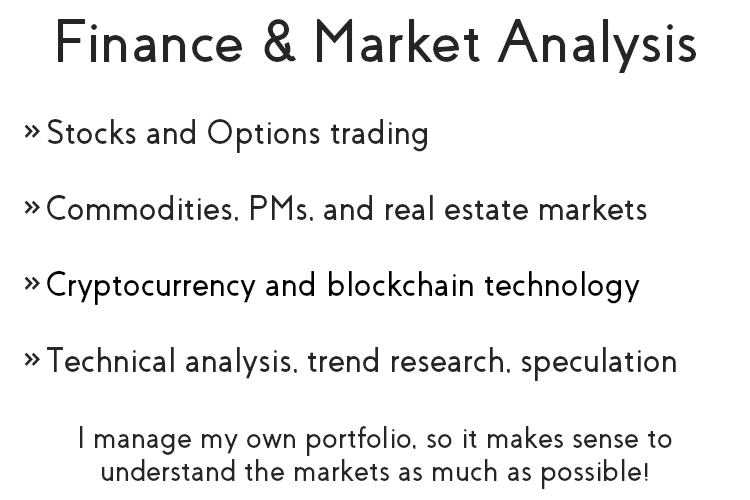 Finance & Market Analysis
» Stocks and Options trading
» Commodities, PMs, and real estate markets
» Cryptocurrency and blockchain technology
» Technical analysis, trend research, speculation
I manage my own portfolio, so it makes sense to
understand the markets as much as possible!